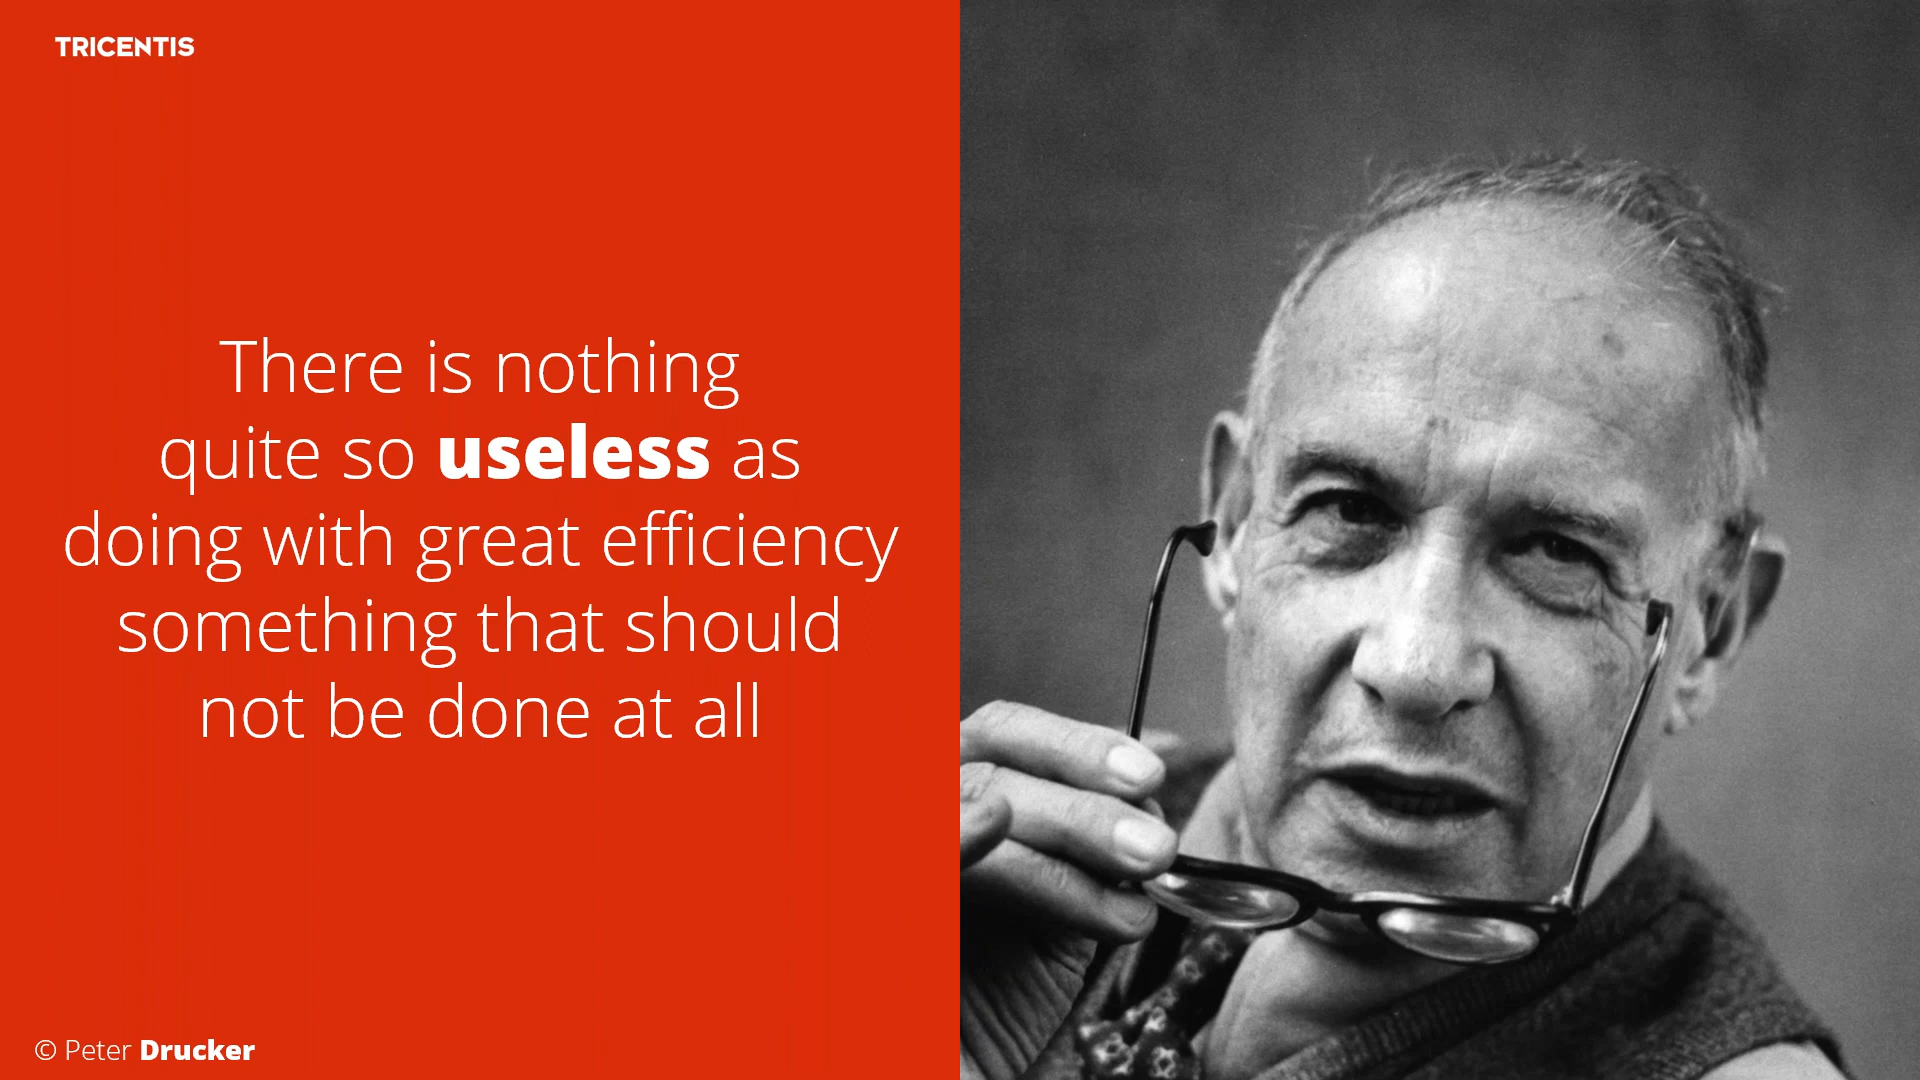 TRICENTIS
There is nothing
quite so useless as
doing with great efficiency
something that should
not be done at all
© Peter Drucker